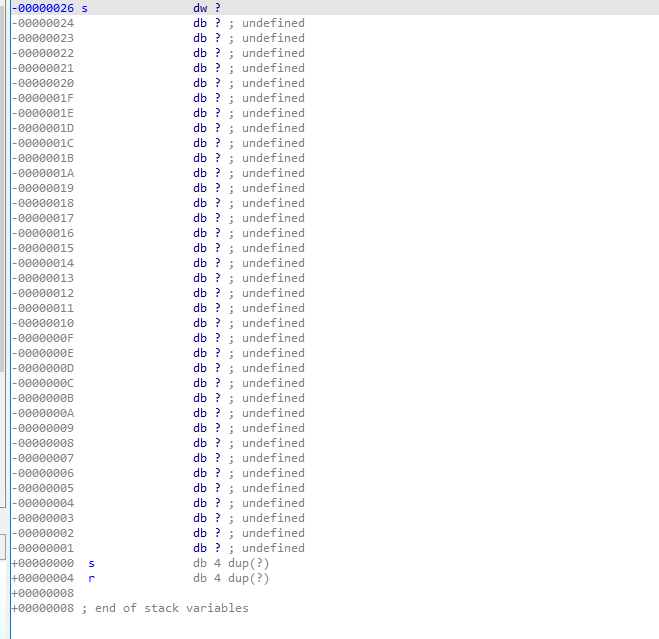 -00000026 s dw ?
-00000024 db ? ; undefined
-00000023 db ? ; undefined
-00000022 db ? ; undefined
-00000021 db ? ; undefined
-00000020 db ? ; undefined
-0000001F db ? ; undefined
-0000001E db ? ; undefined
-0000001D db ? ; undefined
-0000001C db ? ; undefined
-0000001B db ? ; undefined
-0000001A db ? ; undefined
-00000019 db ? ; undefined
-00000018 db ? ; undefined
-00000017 db ? ; undefined
-00000016 db ? ; undefined
-00000015 db ? ; undefined
-00000014 db ? ; undefined
-00000013 db ? ; undefined
-00000012 db ? ; undefined
-00000011 db ? ; undefined
-00000010 db ? ; undefined
-0000000F db ? ; undefined
-0000000E db ? ; undefined
-0000000D db ? ; undefined
-0000000C db ? ; undefined
-0000000B db ? ; undefined
-0000000A db ? ; undefined
-00000009 db ? ; undefined
-00000008 db ? ; undefined
-00000007 db ? ; undefined
-00000006 db ? ; undefined
-00000005 db ? ; undefined
-00000004 db ? ; undefined
-00000003 db ? ; undefined
-00000002 db ? ; undefined
-00000001 db ? ; undefined
+00000000 s db 4 dup(?)
+00000004 r db 4 dup(?)
+00000008
+00000008 ; end of stack variables